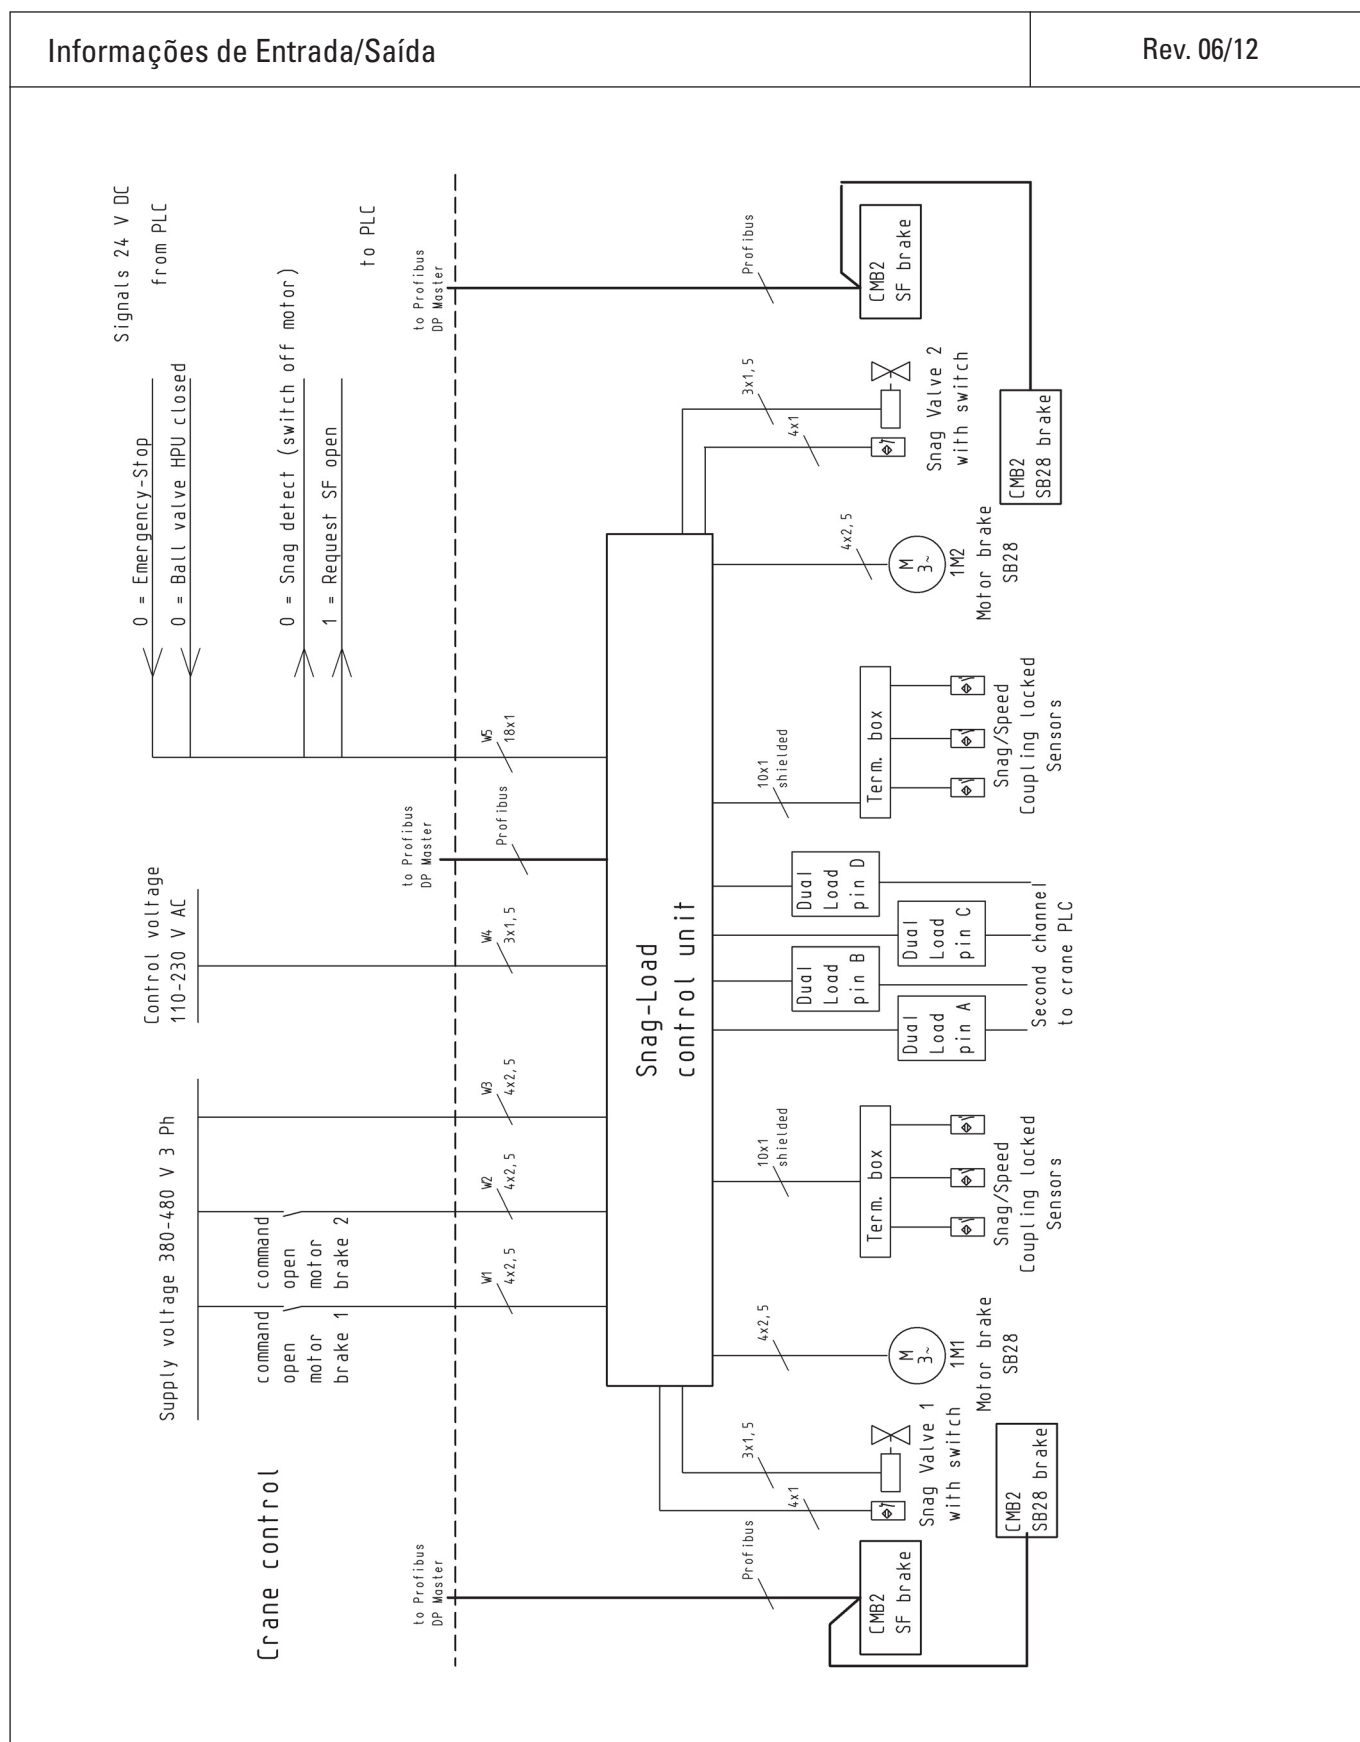 Informações de Entrada/Saída
Rev. 06/12
Crane control
Supply voltage 380-480 V 3 Ph
command
open
motor
brake 1
command
open
motor
brake 2
Control voltage
110-230 V AC
Signals 24 V DC
from PLC
0 = Emergency-Stop
0 = Ball valve HPU closed
0 = Snag detect (switch off motor)
1 = Request SF open
to PLC
to Profibus
DP Master
W1
4x2,5
W2
4x2,5
W3
4x2,5
W4
3x1,5
to Profibus
DP Master
Profibus
W5
18x1
to Profibus
DP Master
Snag-Load
control unit
Profibus
4x1
3x1,5
4x2,5
10x1
shielded
10x1
shielded
4x2,5
4x1
3x1,5
Profibus
CMB2
SF brake
CMB2
SB28 brake
Snag Valve 1
with switch
M
3~
1M1
Motor brake
SB28
Term. box
Snag/Speed
Coupling locked
Sensors
Dual
Load
pin A
Dual
Load
pin B
Dual
Load
pin C
Dual
Load
pin D
Second channel
to crane PLC
Term. box
Snag/Speed
Coupling locked
Sensors
M
3~
1M2
Motor brake
SB28
Snag Valve 2
with switch
CMB2
SB28 brake
CMB2
SF brake